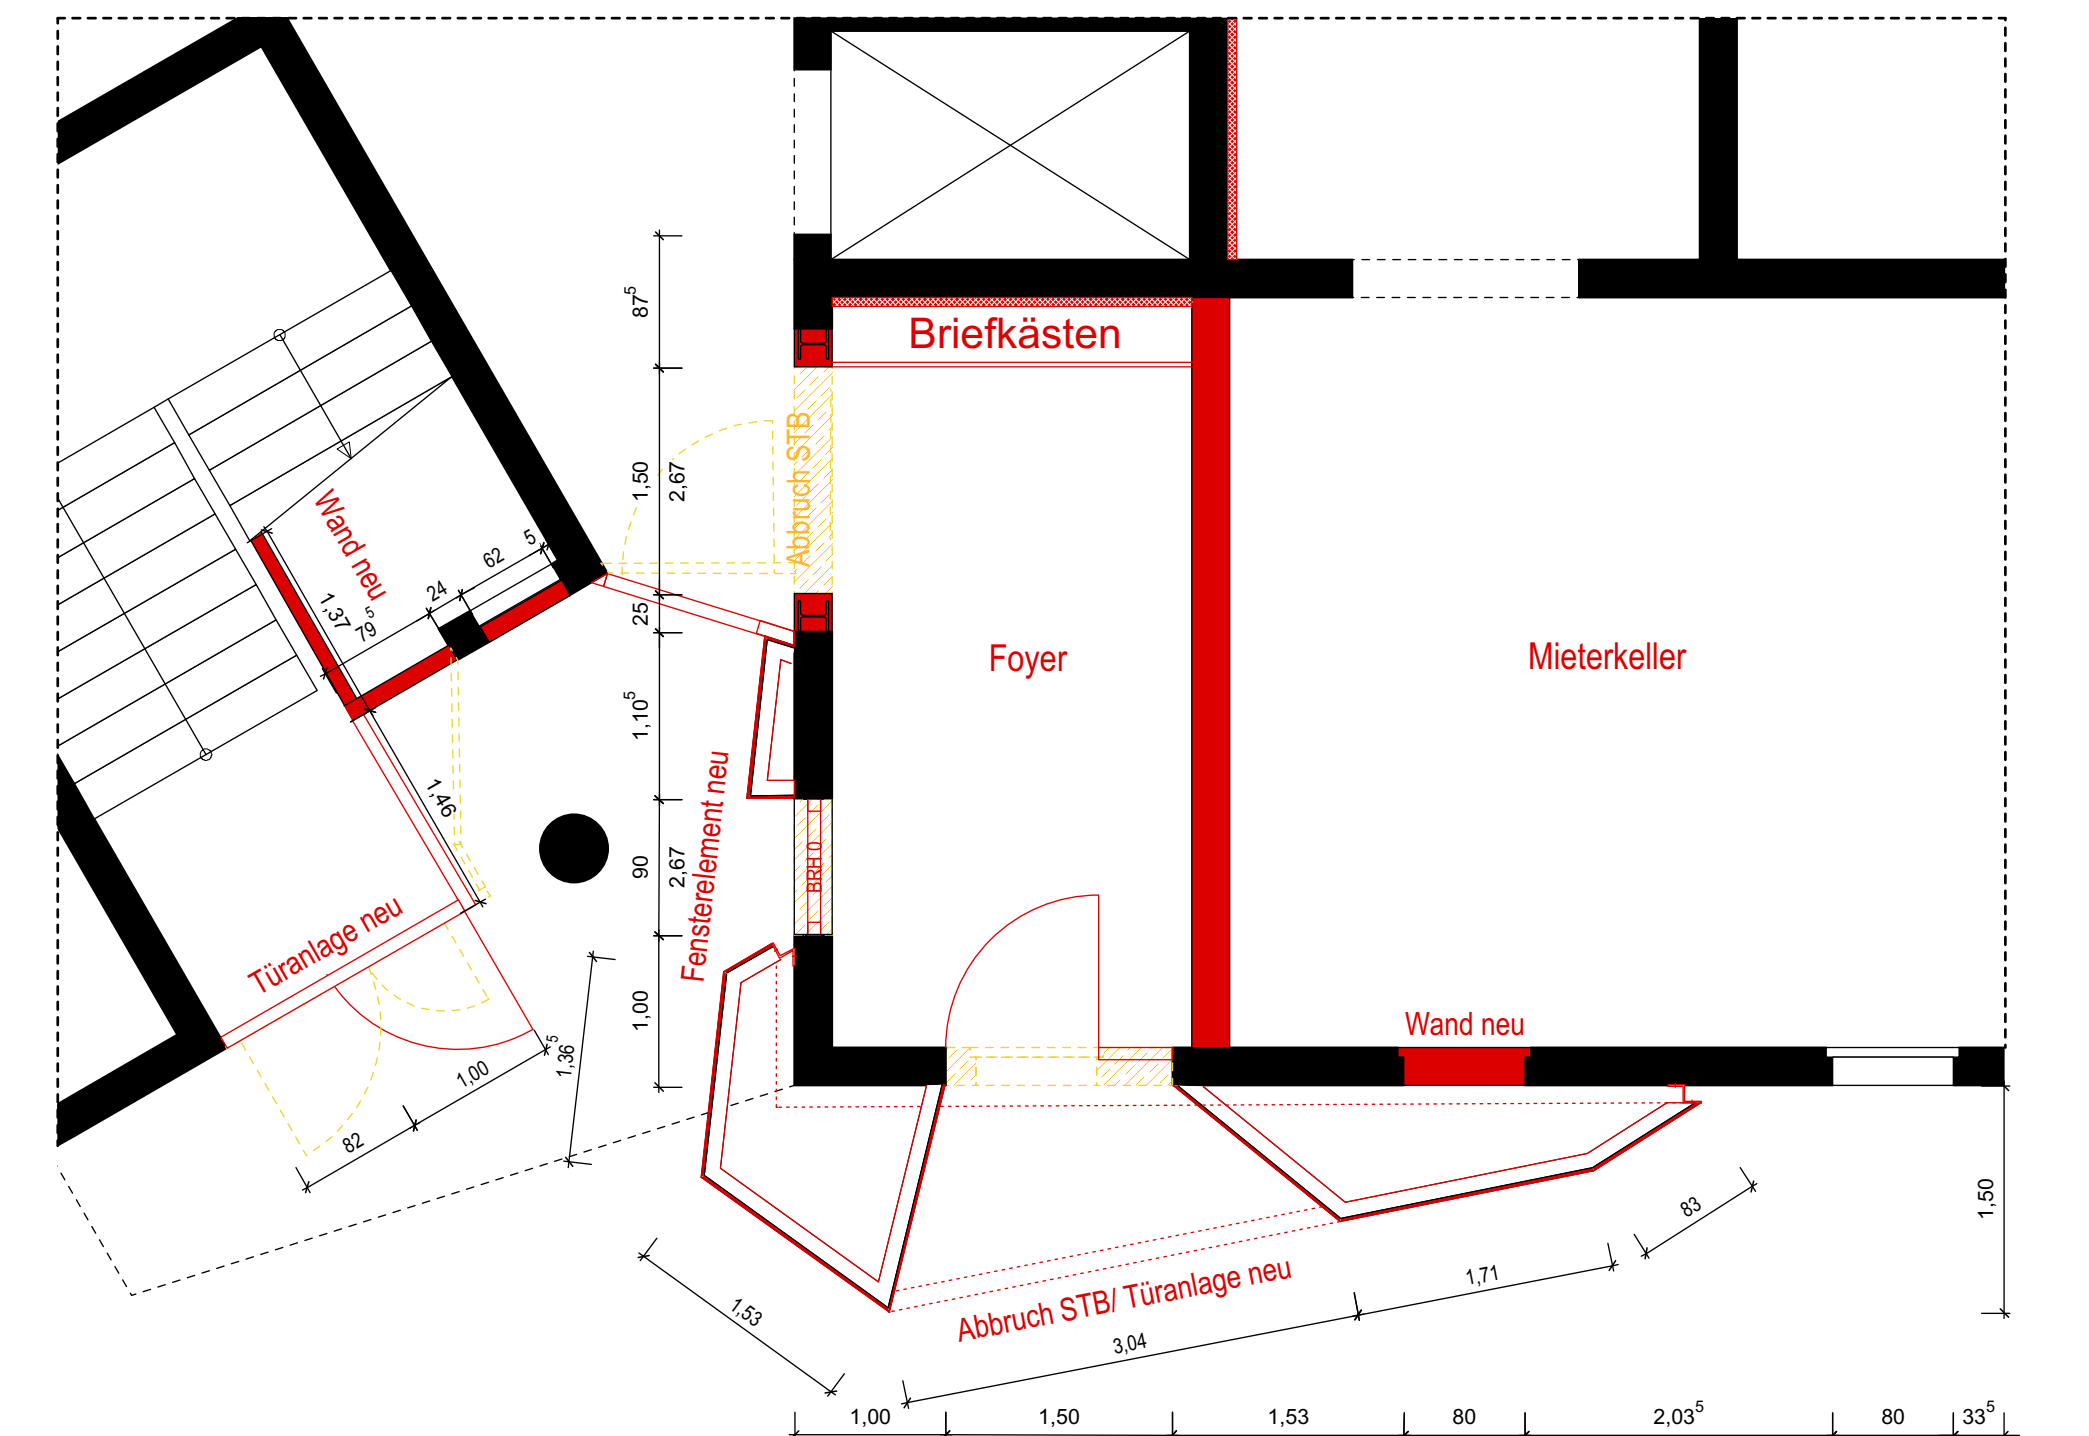 87⁵
Briefkästen
1,50
2,67
Abbruch STB
Wand neu
5
62
24
1,37
79⁵
25
Foyer
Mieterkeller
1,10⁵
1,46
Fensterelement neu
90
2,67
BRH 0
Türanlage neu
1,00
Wand neu
1,36⁵
1,00
82
1,50
83
1,71
Abbruch STB/ Türanlage neu
1,53
3,04
1,00
1,50
1,53
80
2,03⁵
80
33⁵